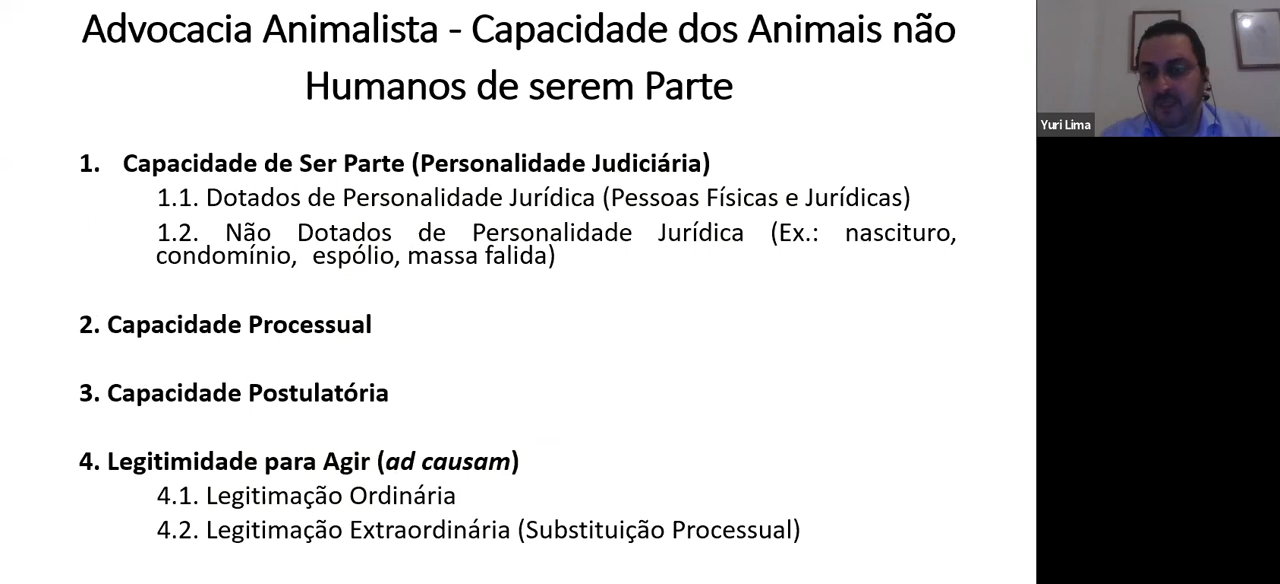 Advocacia Animalista - Capacidade dos Animais não
Humanos de serem Parte
1. Capacidade de Ser Parte (Personalidade Judiciária)
1.1. Dotados de Personalidade Jurídica (Pessoas Físicas e Jurídicas)
1.2. Não Dotados de Personalidade Jurídica (Ex.: nascituro,
condomínio, espólio, massa falida)
2. Capacidade Processual
3. Capacidade Postulatória
4. Legitimidade para Agir (ad causam)
4.1. Legitimação Ordinária
4.2. Legitimação Extraordinária (Substituição Processual)
Yuri Lima